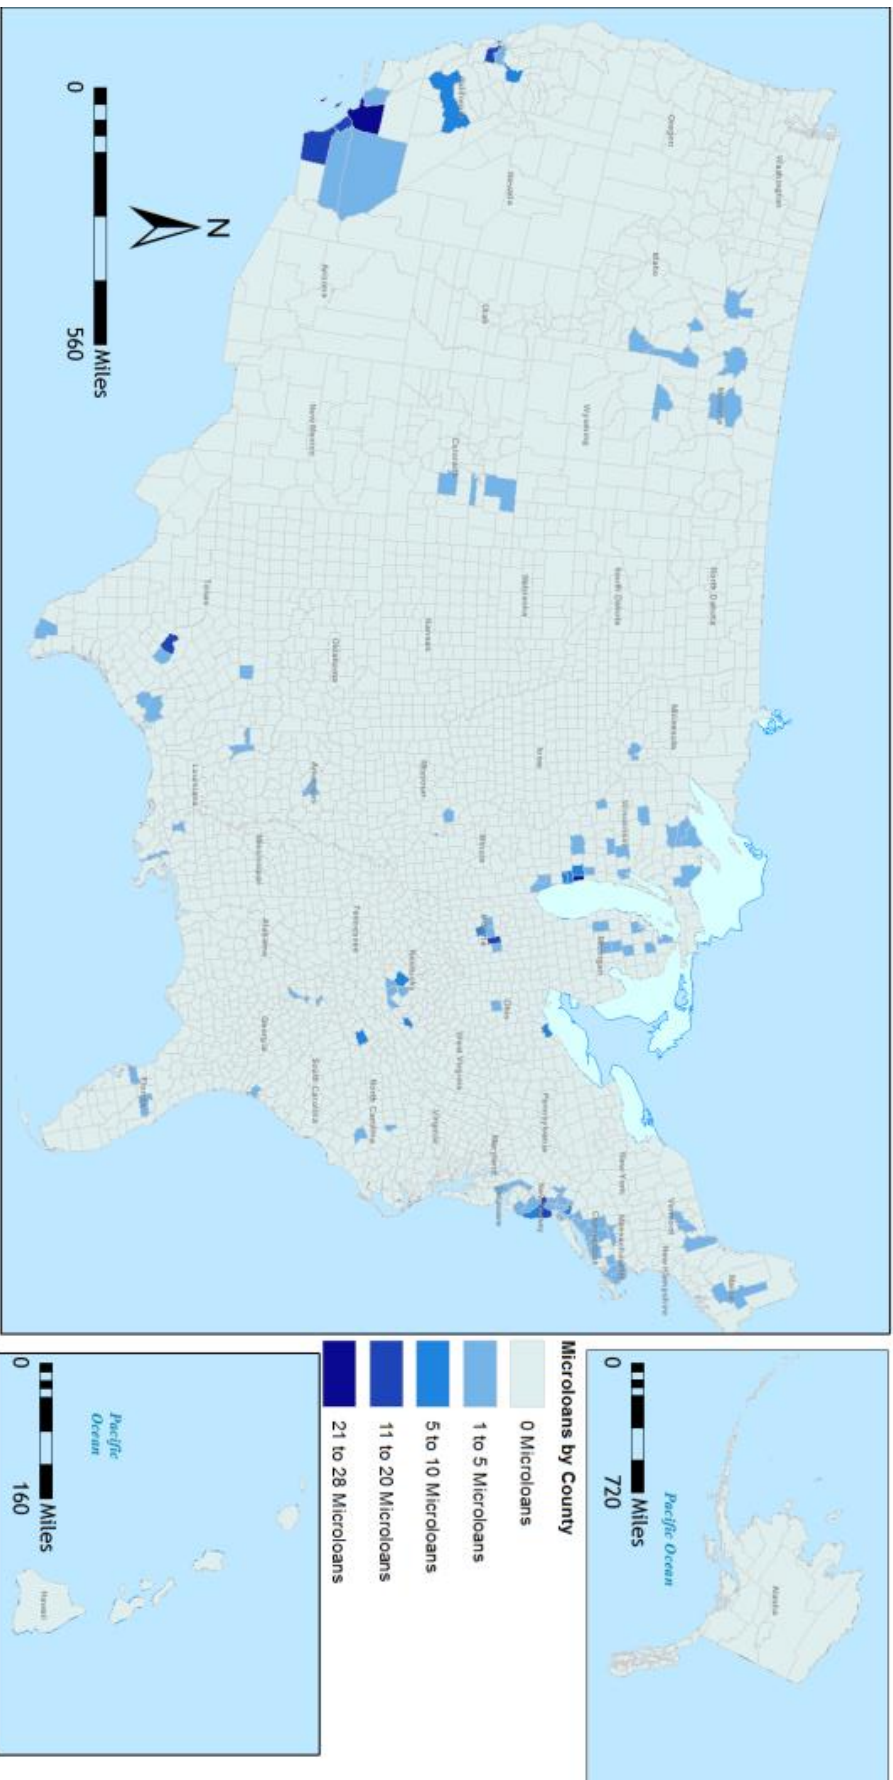 Washington
Oregon
Idaho
Montana
North Dakota
Minnesota
South Dakota
Wyoming
Wisconsin
Michigan
Vermont
Maine
New Hampshire
New York
Massachusetts
Nevada
Utah
Colorado
Nebraska
Iowa
Illinois
Ohio
Pennsylvania
Maryland
Delaware
Kansas
Missouri
Kentucky
West Virginia
Virginia
Arizona
New Mexico
Oklahoma
Arkansas
Tennessee
North Carolina
South Carolina
Texas
Louisiana
Mississippi
Alabama
Georgia
Florida
N
0
560
Miles
Alaska
Pacific Ocean
0
720
Miles
Microloans by County
0 Microloans
1 to 5 Microloans
5 to 10 Microloans
11 to 20 Microloans
21 to 28 Microloans
Pacific
Ocean
Hawaii
0
160
Miles